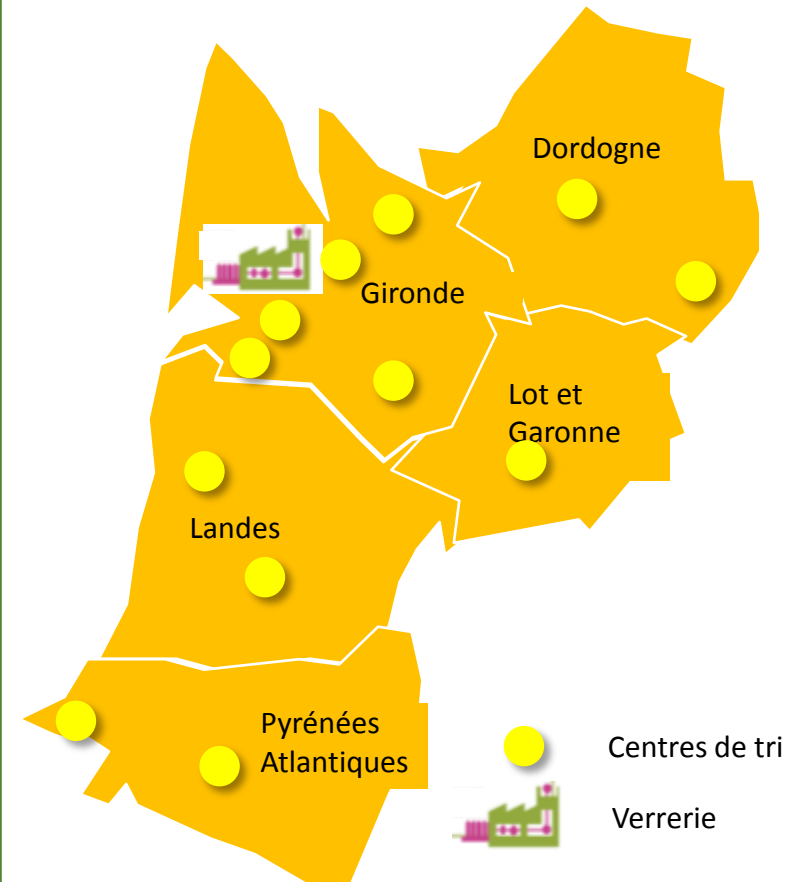 Dordogne
Gironde
Lot et
Garonne
Landes
Pyrénées
Atlantiques
Centres de tri
Verrerie